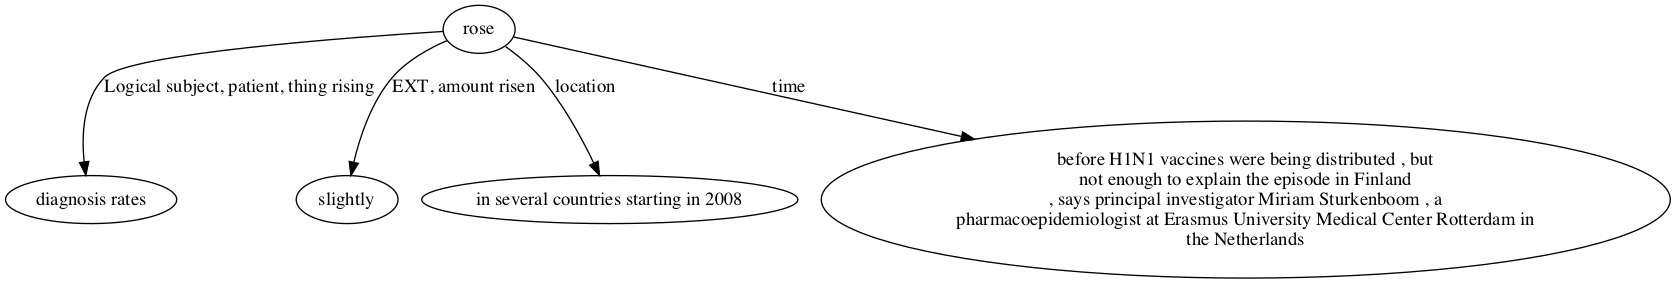 rose
Logical subject, patient, thing rising
EXT, amount risen
location
time
diagnosis rates
slightly
in several countries starting in 2008
before H1N1 vaccines were being distributed , but
not enough to explain the episode in Finland
, says principal investigator Miriam Sturkenboom , a
pharmacoepidemiologist at Erasmus University Medical Center Rotterdam in
the Netherlands